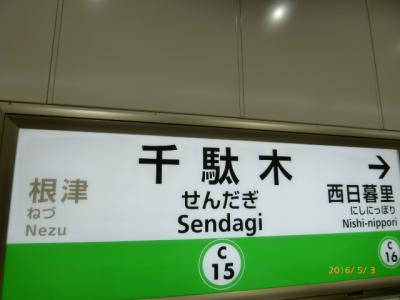 千駄木
せんだぎ
Sendagi
C
15
根津
ねづ
Nezu
→
西日暮里
にしにっぽり
Nishi-nippori
C
16
2016/5/3